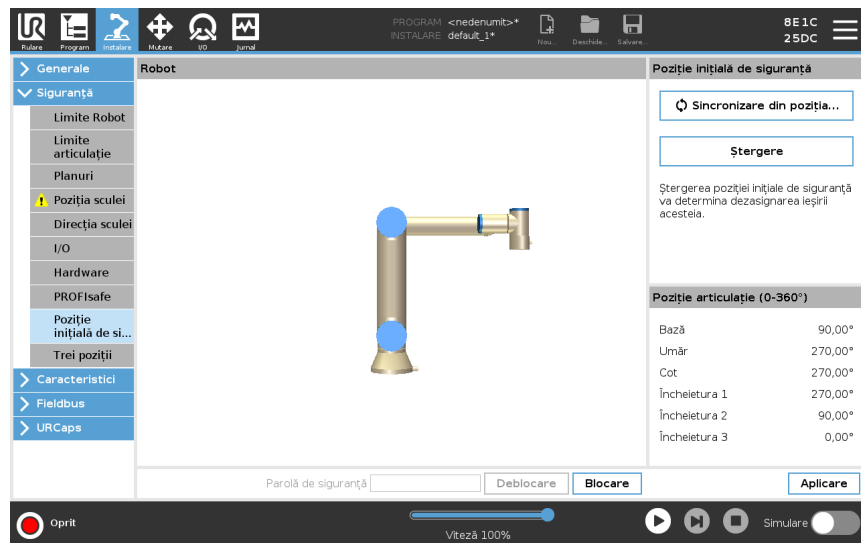 PROGRAM <nedenumit>*
INSTALARE default_1*
8E1C
25DC
Rulare
Program
Instalare
Mutare
I/O
Jurnal
Nou...
Deschide...
Salvare...
Generale
Siguranță
Limite Robot
Limite
articulație
Planuri
Poziția sculei
Direcția sculei
I/O
Hardware
PROFIsafe
Poziție
inițială de si...
Trei poziții
Caracteristici
Fieldbus
URCaps
Robot
Poziție inițială de siguranță
Sincronizare din poziția...
Ștergere
Ștergerea poziției inițiale de siguranță
va determina dezasignarea ieșirii
acesteia.
Poziție articulație (0-360°)
Bază 90,00°
Umăr 270,00°
Cot 270,00°
Încheietura 1 270,00°
Încheietura 2 90,00°
Încheietura 3 0,00°
Parolă de siguranță
Deblocare
Blocare
Aplicare
Oprit
Viteză 100%
Simulare